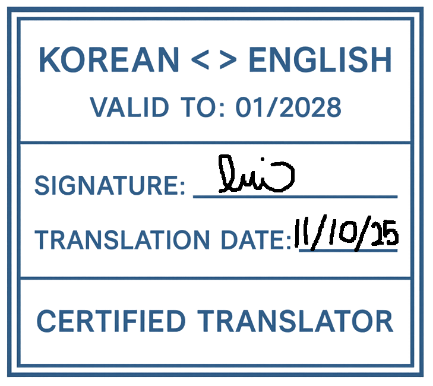 KOREAN < > ENGLISH
VALID TO: 01/2028
SIGNATURE:
TRANSLATION DATE: 11/10/25
CERTIFIED TRANSLATOR